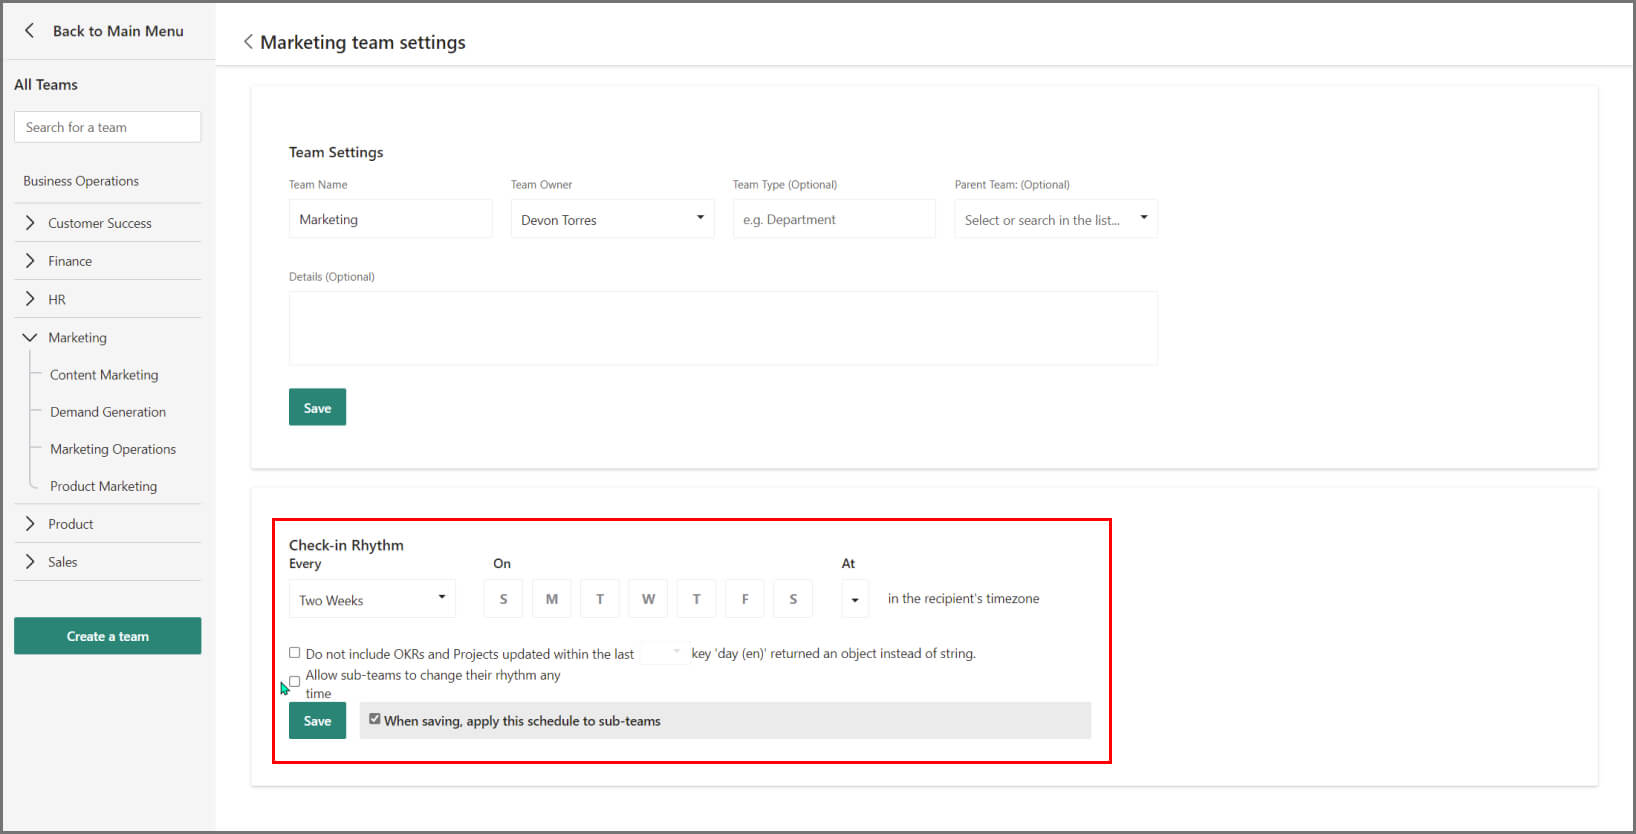 Back to Main Menu
All Teams
Search for a team
Business Operations
Customer Success
Finance
HR
Marketing
Content Marketing
Demand Generation
Marketing Operations
Product Marketing
Product
Sales
Create a team
Marketing team settings
Team Settings
Team Name Team Owner Team Type (Optional) Parent Team: (Optional)
Marketing Devon Torres e.g. Department Select or search in the list...
Details (Optional)
Save
Check-in Rhythm
Every On At
Two Weeks S M T W T F S in the recipient's timezone
Do not include OKRs and Projects updated within the last key 'day (en)' returned an object instead of string.
Allow sub-teams to change their rhythm any
time
Save When saving, apply this schedule to sub-teams